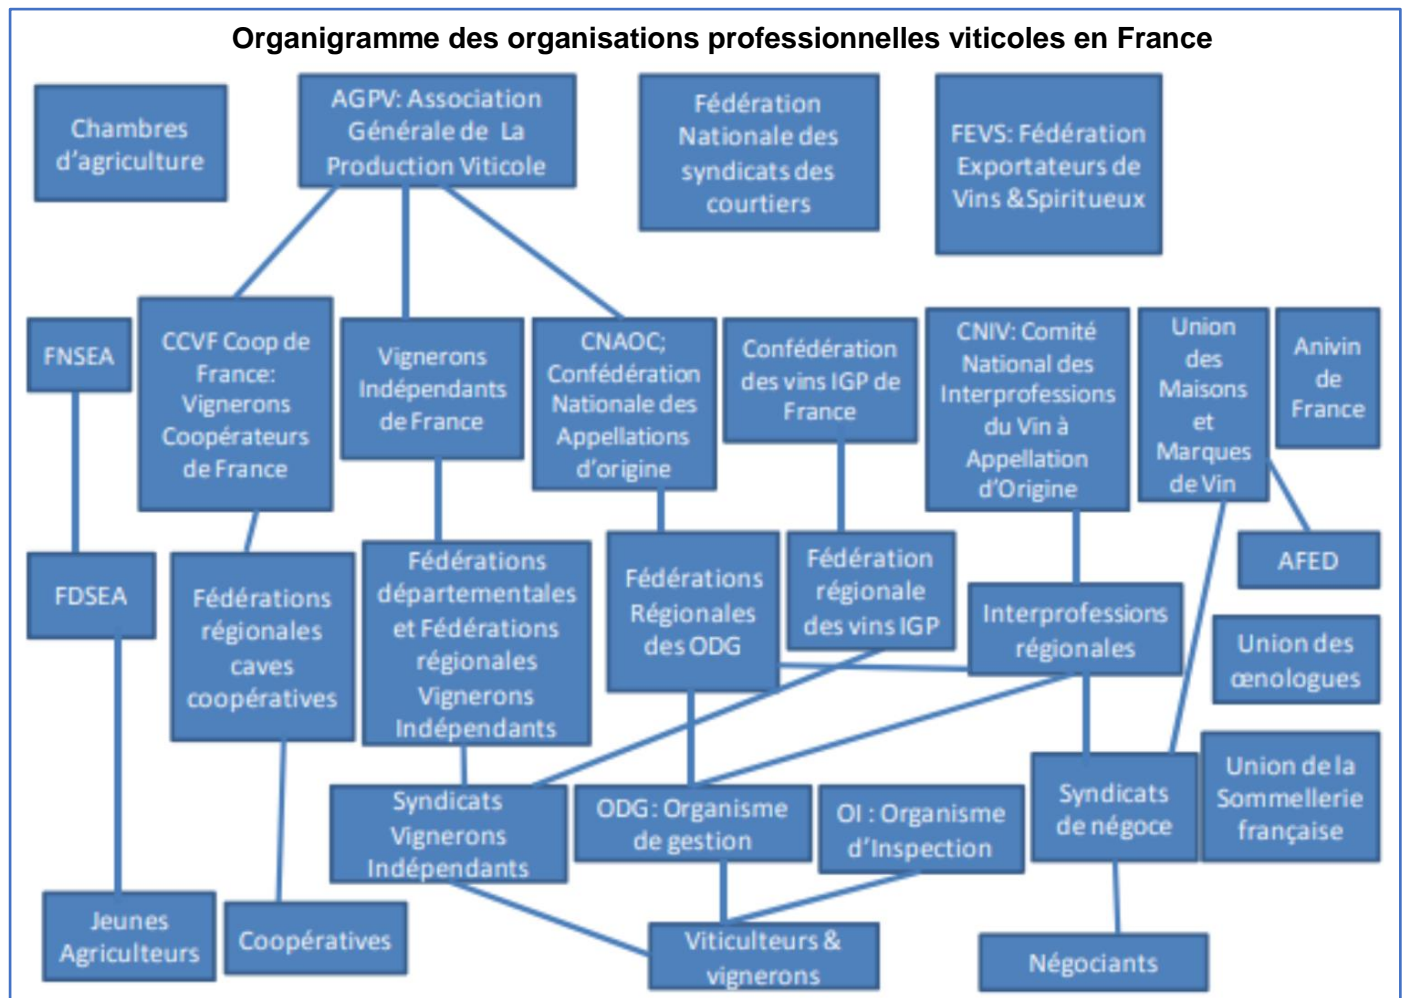 Organigramme des organisations professionnelles viticoles en France
Chambres
d'agriculture
AGPV: Association
Générale de La
Production Viticole
Fédération
Nationale des
syndicats des
courtiers
FEVS: Fédération
Exportateurs de
Vins &Spiritueux
FNSEA
CCVF Coop de
France:
Vignerons
Coopérateurs
de France
Vignerons
Indépendants
de France
CNAOC;
Confédération
Nationale des
Appellations
d'origine
Confédération
des vins IGP de
France
CNIV: Comité
National des
Interprofessions
du Vin à
Appellation
d'Origine
Union
des
Maisons
et
Marques
de Vin
Anivin
de
France
FDSEA
Fédérations
régionales
caves
coopératives
Fédérations
départementales
et Fédérations
régionales
Vignerons
Indépendants
Fédérations
Régionales
des ODG
Fédération
régionale
des vins IGP
Interprofessions
régionales
AFED
Union des
œnologues
Syndicats
Vignerons
Indépendants
ODG: Organisme
de gestion
OI : Organisme
d'Inspection
Syndicats
de négoce
Union de la
Sommellerie
française
Jeunes
Agriculteurs
Coopératives
Viticulteurs &
vignerons
Négociants